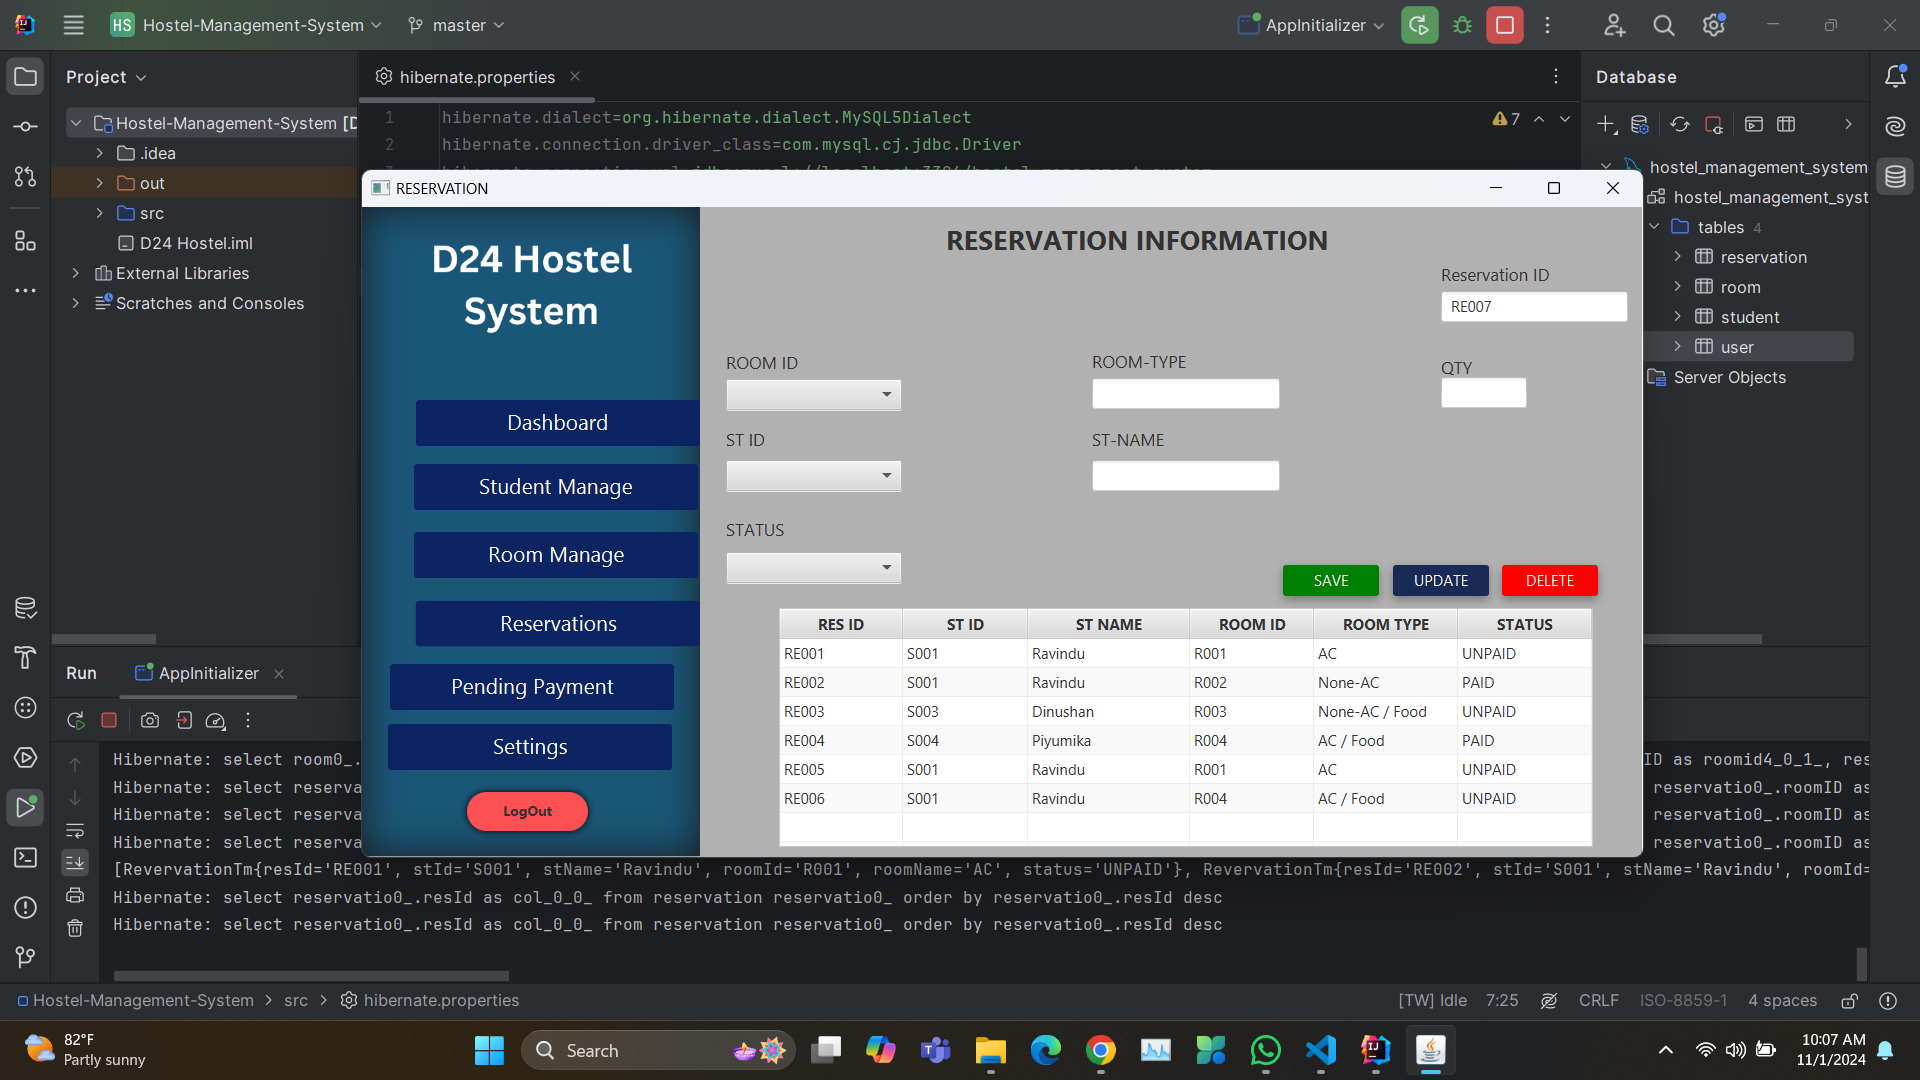 HS Hostel-Management-System master AppInitializer
Project
hibernate.properties
Database
Hostel-Management-System [D
.idea
out
src
D24 Hostel.iml
External Libraries
Scratches and Consoles
1 hibernate.dialect=org.hibernate.dialect.MySQL5Dialect
2 hibernate.connection.driver_class=com.mysql.cj.jdbc.Driver
7
hostel_management_system
hostel_management_syst
tables 4
reservation
room
student
user
Server Objects
RESERVATION
D24 Hostel
System
Dashboard
Student Manage
Room Manage
Reservations
Pending Payment
Settings
LogOut
RESERVATION INFORMATION
Reservation ID
RE007
ROOM ID
ROOM-TYPE
QTY
ST ID
ST-NAME
STATUS
SAVE UPDATE DELETE
RES ID ST ID ST NAME ROOM ID ROOM TYPE STATUS
RE001 S001 Ravindu R001 AC UNPAID
RE002 S001 Ravindu R002 None-AC PAID
RE003 S003 Dinushan R003 None-AC / Food UNPAID
RE004 S004 Piyumika R004 AC / Food PAID
RE005 S001 Ravindu R001 AC UNPAID
RE006 S001 Ravindu R004 AC / Food UNPAID
Run AppInitializer
Hibernate: select room0_. ID as roomid4_0_1_, res
Hibernate: select reserva reservatio0_.roomID as
Hibernate: select reserva reservatio0_.roomID as
Hibernate: select reserva reservatio0_.roomID as
[RevervationTm{resId='RE001', stId='S001', stName='Ravindu', roomId='R001', roomName='AC', status='UNPAID'}, RevervationTm{resId='RE002', stId='S001', stName='Ravindu', roomId=
Hibernate: select reservatio0_.resId as col_0_0_ from reservation reservatio0_ order by reservatio0_.resId desc
Hibernate: select reservatio0_.resId as col_0_0_ from reservation reservatio0_ order by reservatio0_.resId desc
Hostel-Management-System > src > hibernate.properties
[TW] Idle 7:25 CRLF ISO-8859-1 4 spaces
82°F
Partly sunny
Search
10:07 AM
11/1/2024